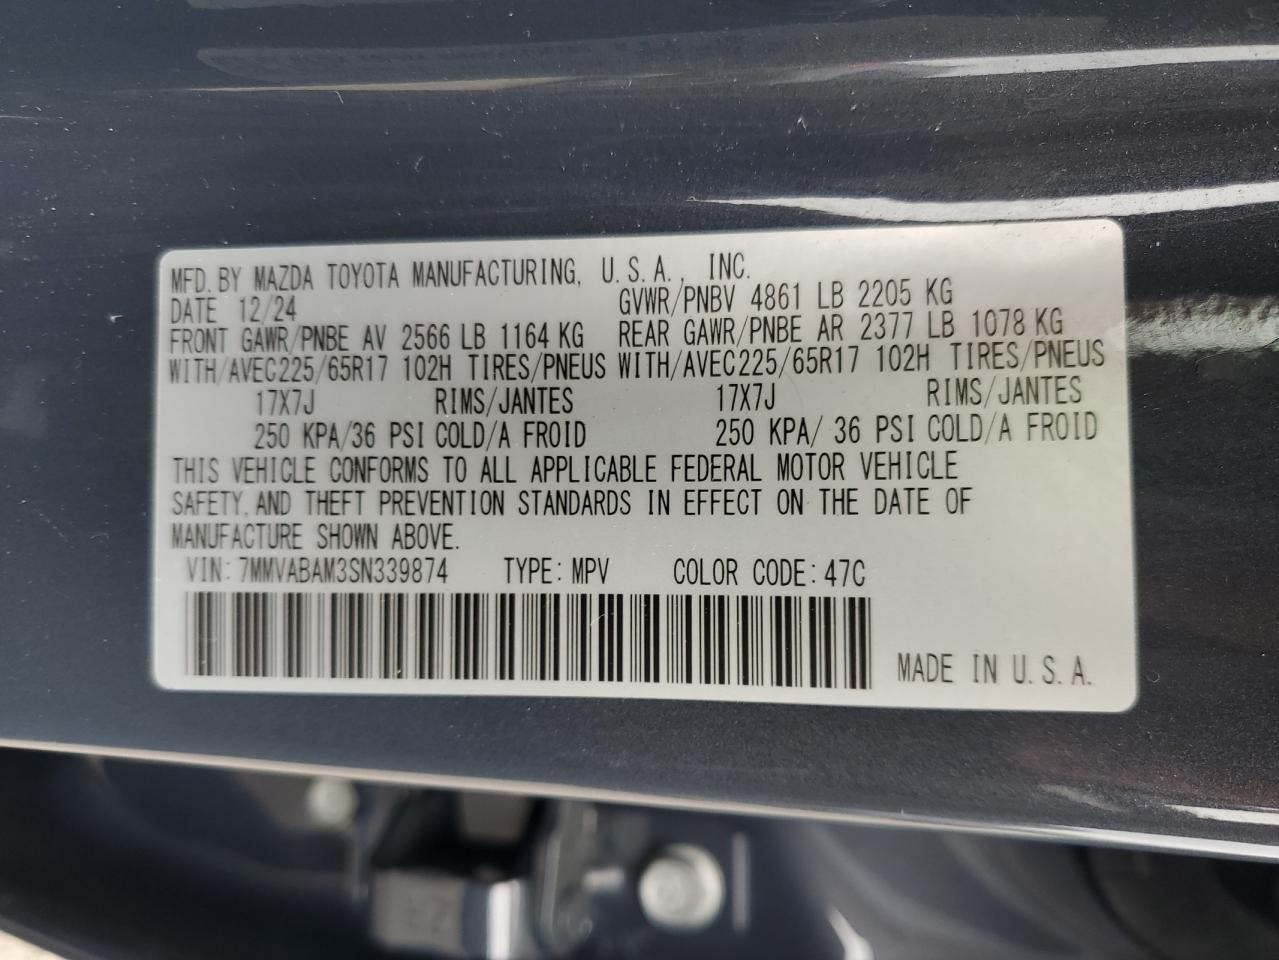 MFD. BY MAZDA TOYOTA MANUFACTURING, U.S.A., INC.
DATE 12/24 GVWR/PNBV 4861 LB 2205 KG
FRONT GAWR/PNBE AV 2566 LB 1164 KG REAR GAWR/PNBE AR 2377 LB 1078 KG
WITH/AVEC225/65R17 102H TIRES/PNEUS WITH/AVEC225/65R17 102H TIRES/PNEUS
17X7J RIMS/JANTES 17X7J RIMS/JANTES
250 KPA/36 PSI COLD/A FROID 250 KPA/ 36 PSI COLD/A FROID
THIS VEHICLE CONFORMS TO ALL APPLICABLE FEDERAL MOTOR VEHICLE
SAFETY, AND THEFT PREVENTION STANDARDS IN EFFECT ON THE DATE OF
MANUFACTURE SHOWN ABOVE.
VIN: 7MMVABAM3SN339874 TYPE: MPV COLOR CODE: 47C
MADE IN U.S.A.